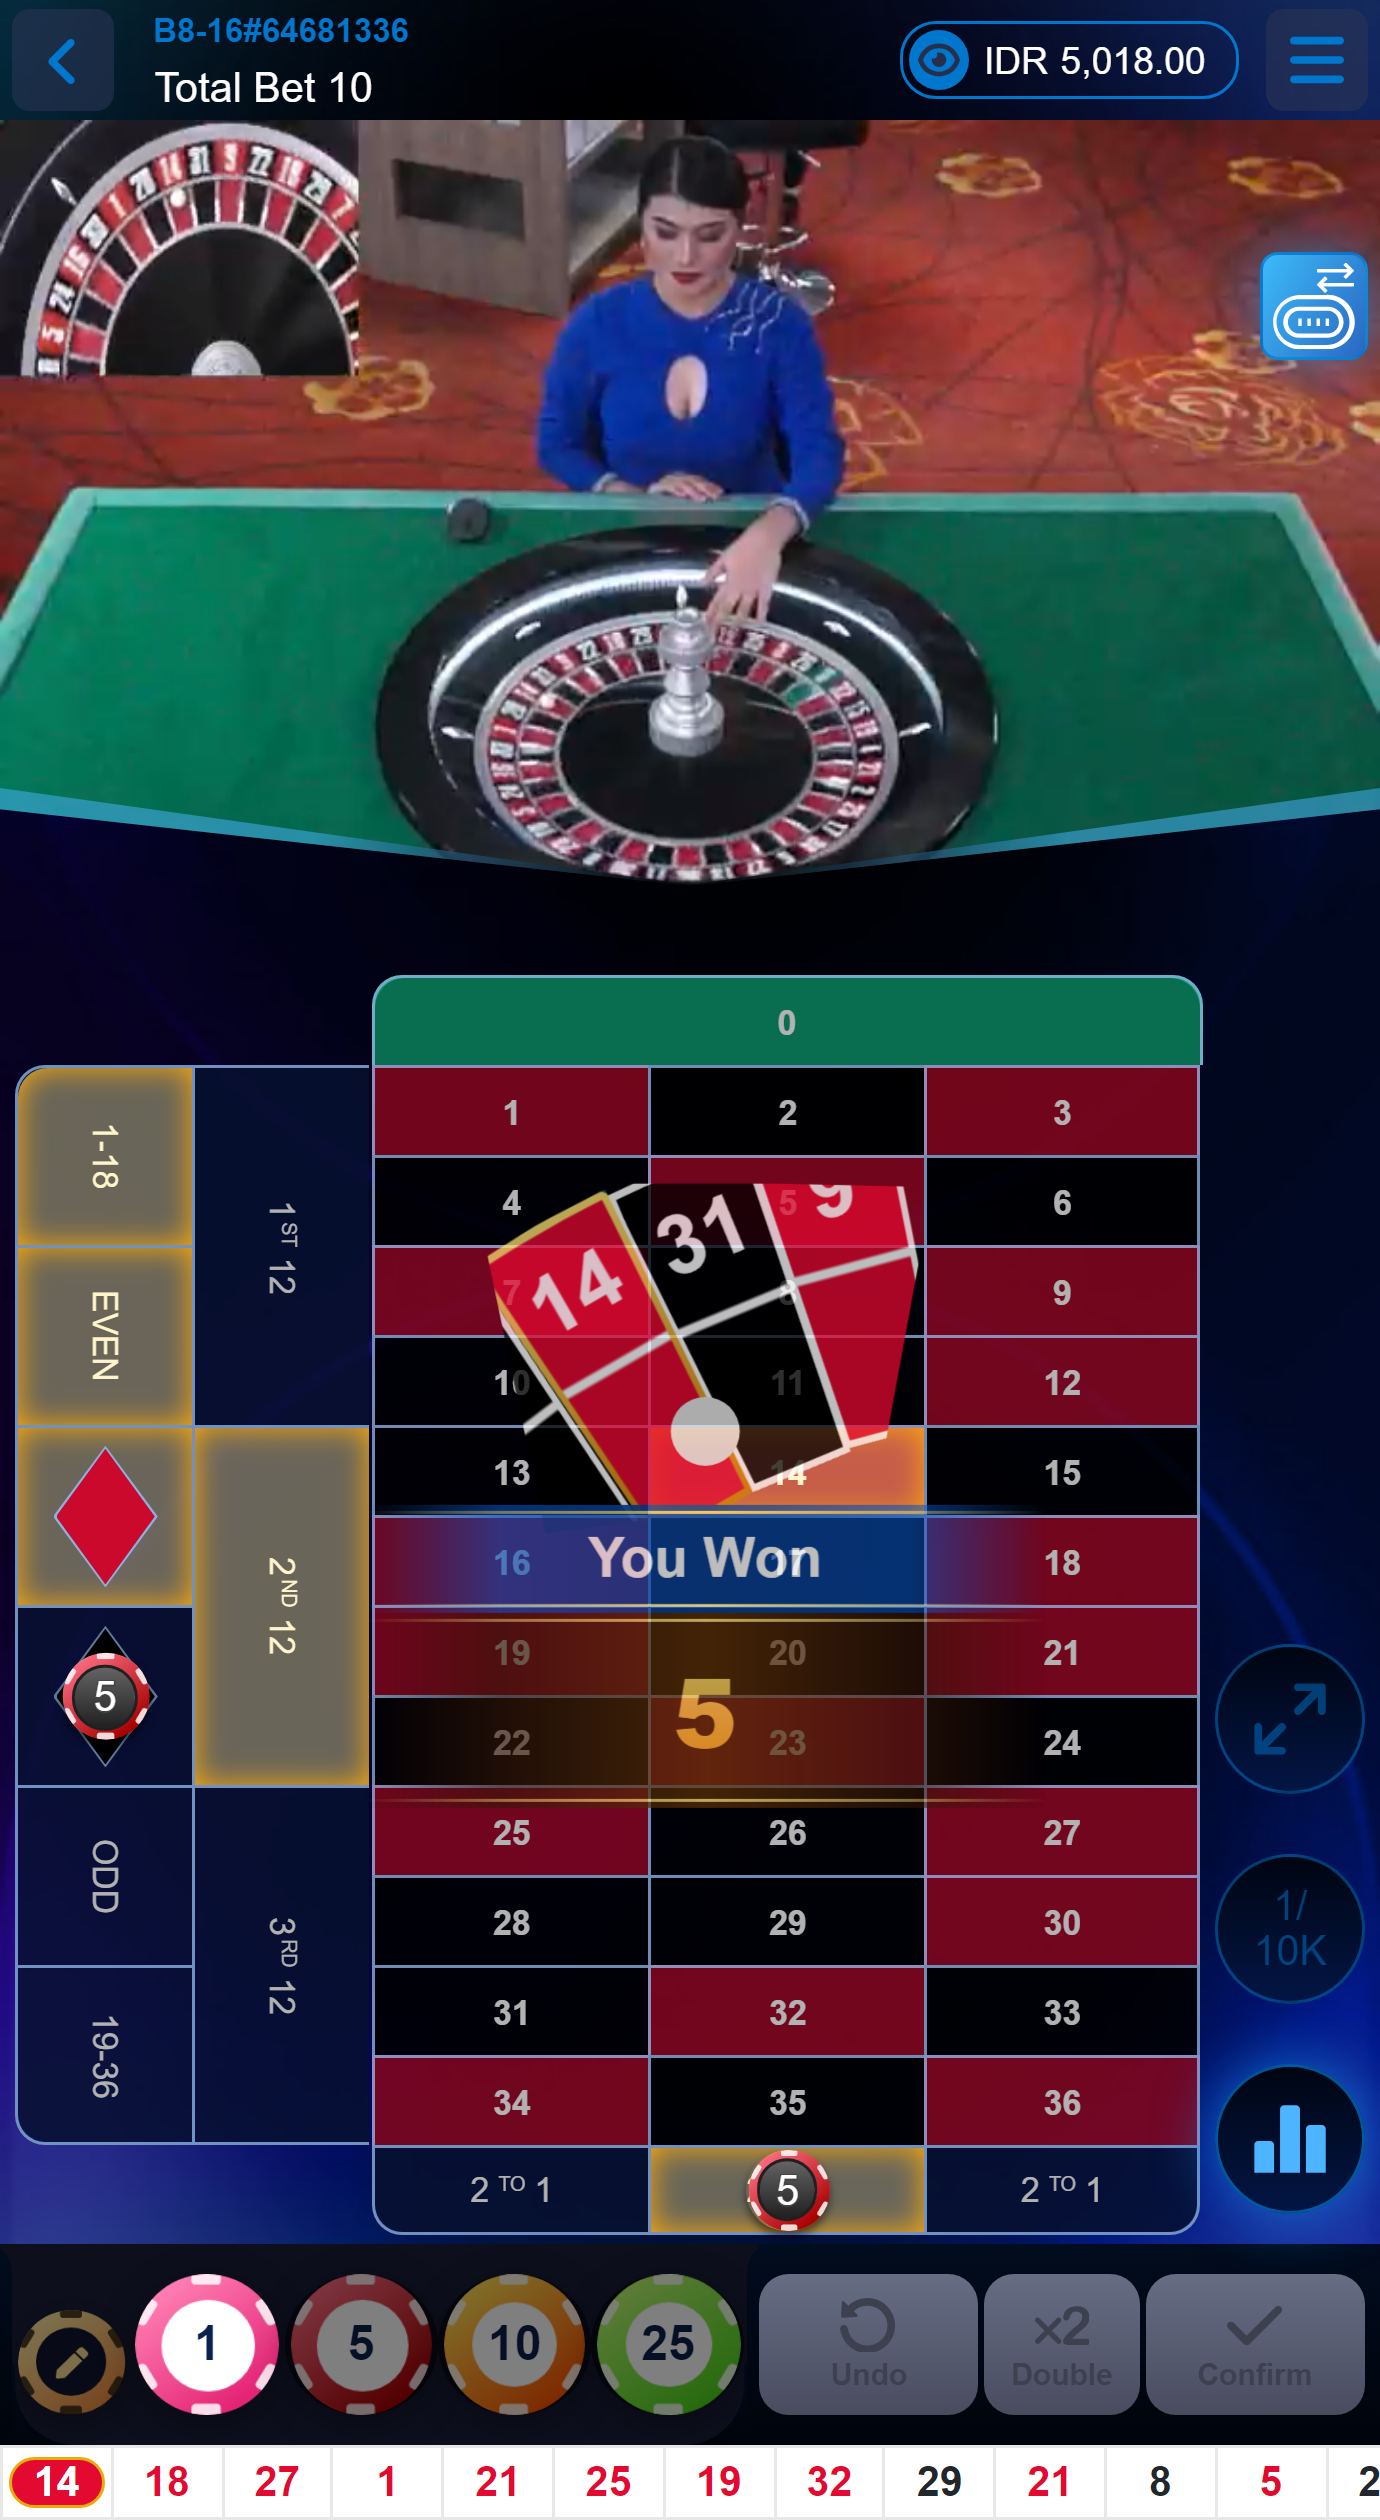 B8-16#64681336
Total Bet 10
IDR 5,018.00
0
1 2 3
4 5 6
7 8 9
10 11 12
13 14 15
16 17 18
19 20 21
22 23 24
25 26 27
28 29 30
31 32 33
34 35 36
2 TO 1 5 2 TO 1
1-18
EVEN
5
ODD
19-36
1ST 12
2ND 12
3RD 12
14 31 9
You Won
5
1/
10K
1 5 10 25
Undo
x2
Double
Confirm
14 18 27 1 21 25 19 32 29 21 8 5 2